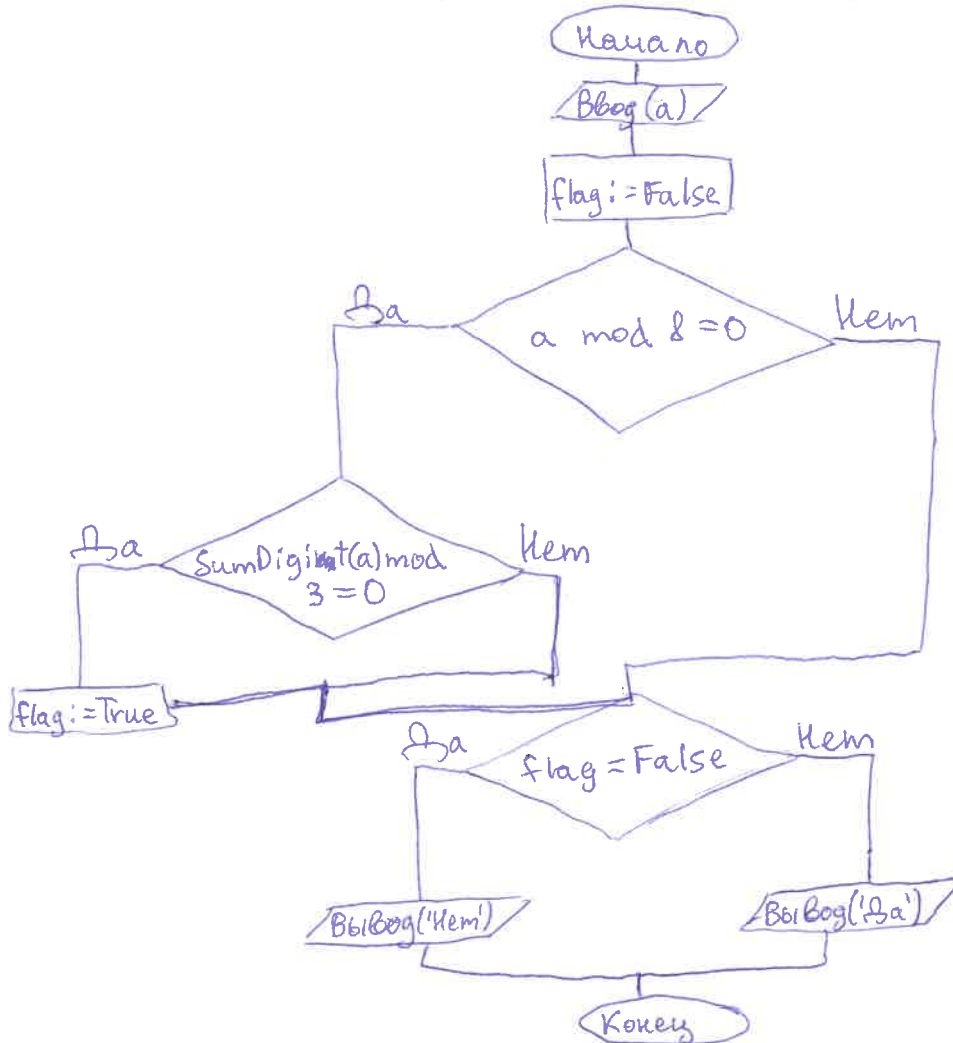 Начало
Ввод(a)
flag:=False
a mod 8 =0
Да
Нет
SumDigit(a) mod
3=0
Да
Нет
flag:=True
flag=False
Да
Нет
Вывод('Нет')
Вывод('Да')
Конец